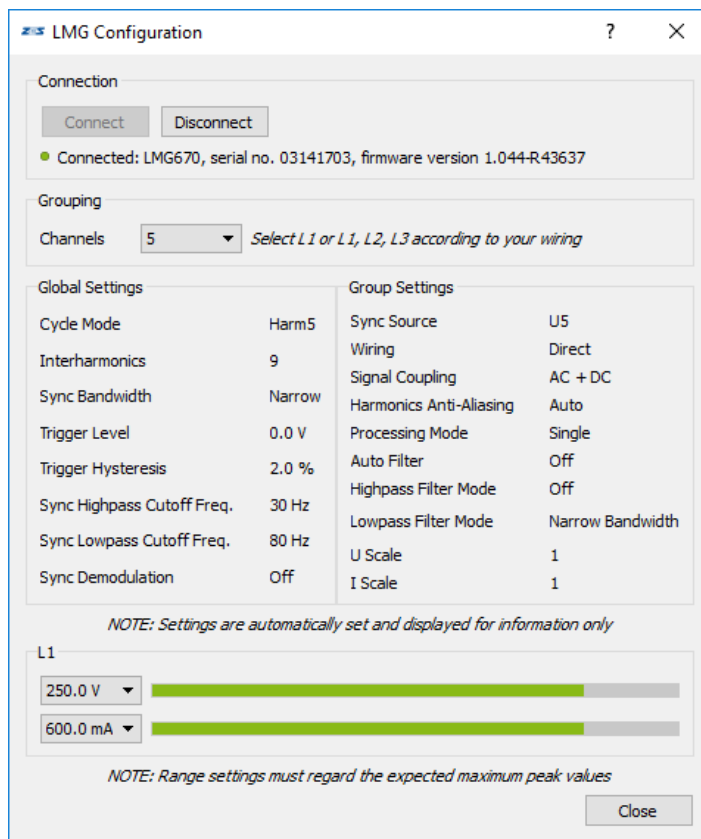 ZES LMG Configuration ?
Connection
Connect Disconnect
Connected: LMG670, serial no. 03141703, firmware version 1.044-R43637
Grouping
Channels 5 Select L1 or L1, L2, L3 according to your wiring
Global Settings
Cycle Mode Harm5
Interharmonics 9
Sync Bandwidth Narrow
Trigger Level 0.0 V
Trigger Hysteresis 2.0 %
Sync Highpass Cutoff Freq. 30 Hz
Sync Lowpass Cutoff Freq. 80 Hz
Sync Demodulation Off
Group Settings
Sync Source U5
Wiring Direct
Signal Coupling AC + DC
Harmonics Anti-Aliasing Auto
Processing Mode Single
Auto Filter Off
Highpass Filter Mode Off
Lowpass Filter Mode Narrow Bandwidth
U Scale 1
I Scale 1
NOTE: Settings are automatically set and displayed for information only
L1
250.0 V
600.0 mA
NOTE: Range settings must regard the expected maximum peak values
Close